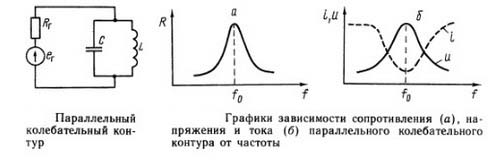 Rг
eг
C
L
R
a
f₀
f
i,u
б
i
u
f₀
f
Параллельный
колебательный кон-
тур
Графики зависимости сопротивления (а), на-
пряжения и тока (б) параллельного колебательного
контура от частоты